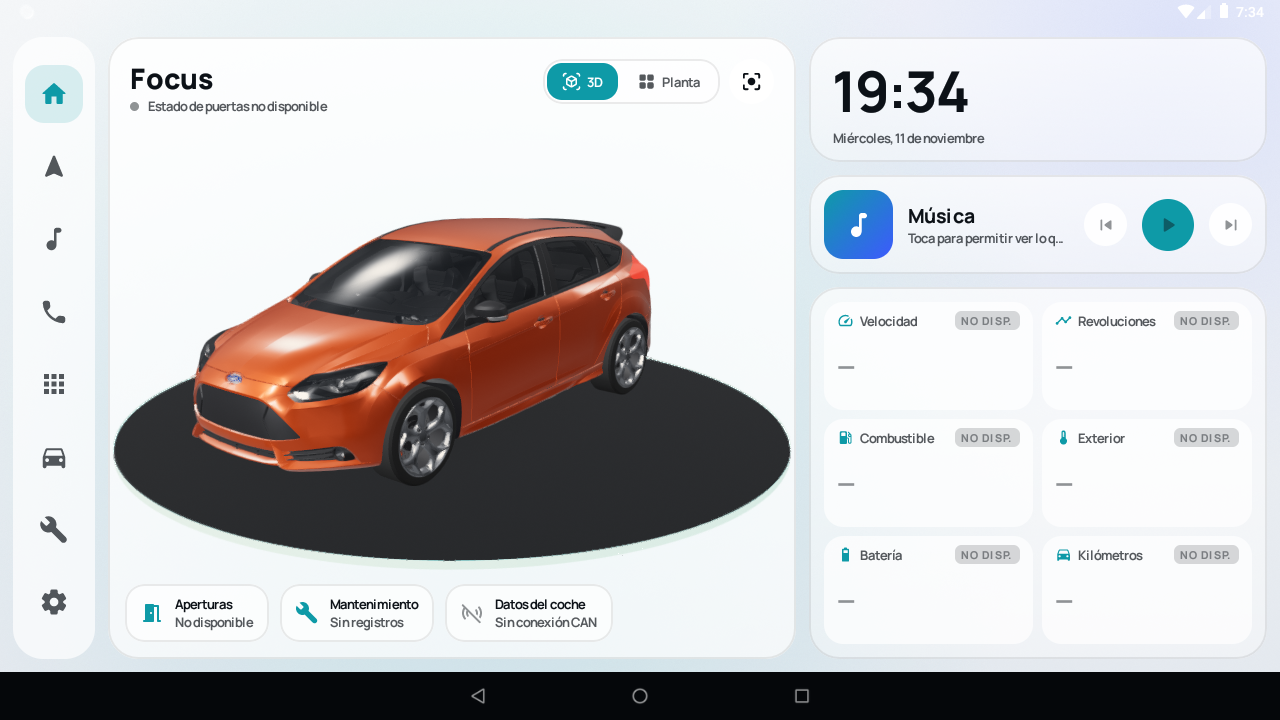 7:34
Focus
Estado de puertas no disponible
3D
Planta
19:34
Miércoles, 11 de noviembre
Música
Toca para permitir ver lo q...
Velocidad
NO DISP.
—
Revoluciones
NO DISP.
—
Combustible
NO DISP.
—
Exterior
NO DISP.
—
Batería
NO DISP.
—
Kilómetros
NO DISP.
—
Aperturas
No disponible
Mantenimiento
Sin registros
Datos del coche
Sin conexión CAN